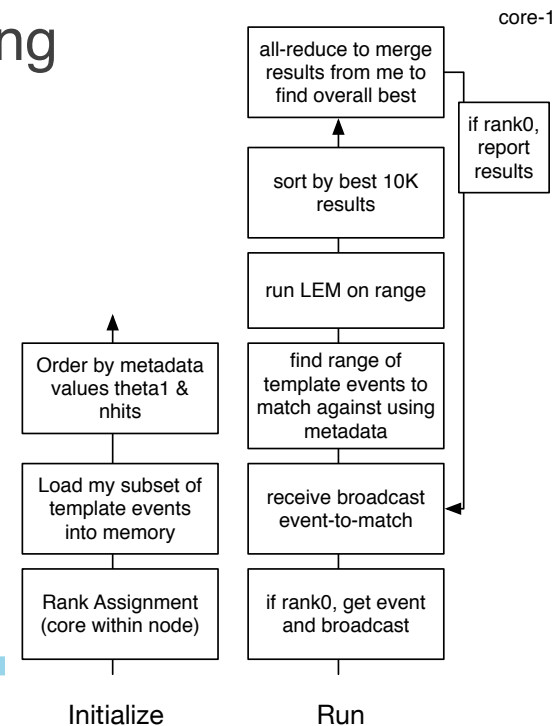 ng
core-1
all-reduce to merge
results from me to
find overall best
if rank0,
report
results
sort by best 10K
results
run LEM on range
Order by metadata
values theta1 &
nhits
find range of
template events to
match against using
metadata
Load my subset of
template events
into memory
receive broadcast
event-to-match
Rank Assignment
(core within node)
if rank0, get event
and broadcast
Initialize
Run